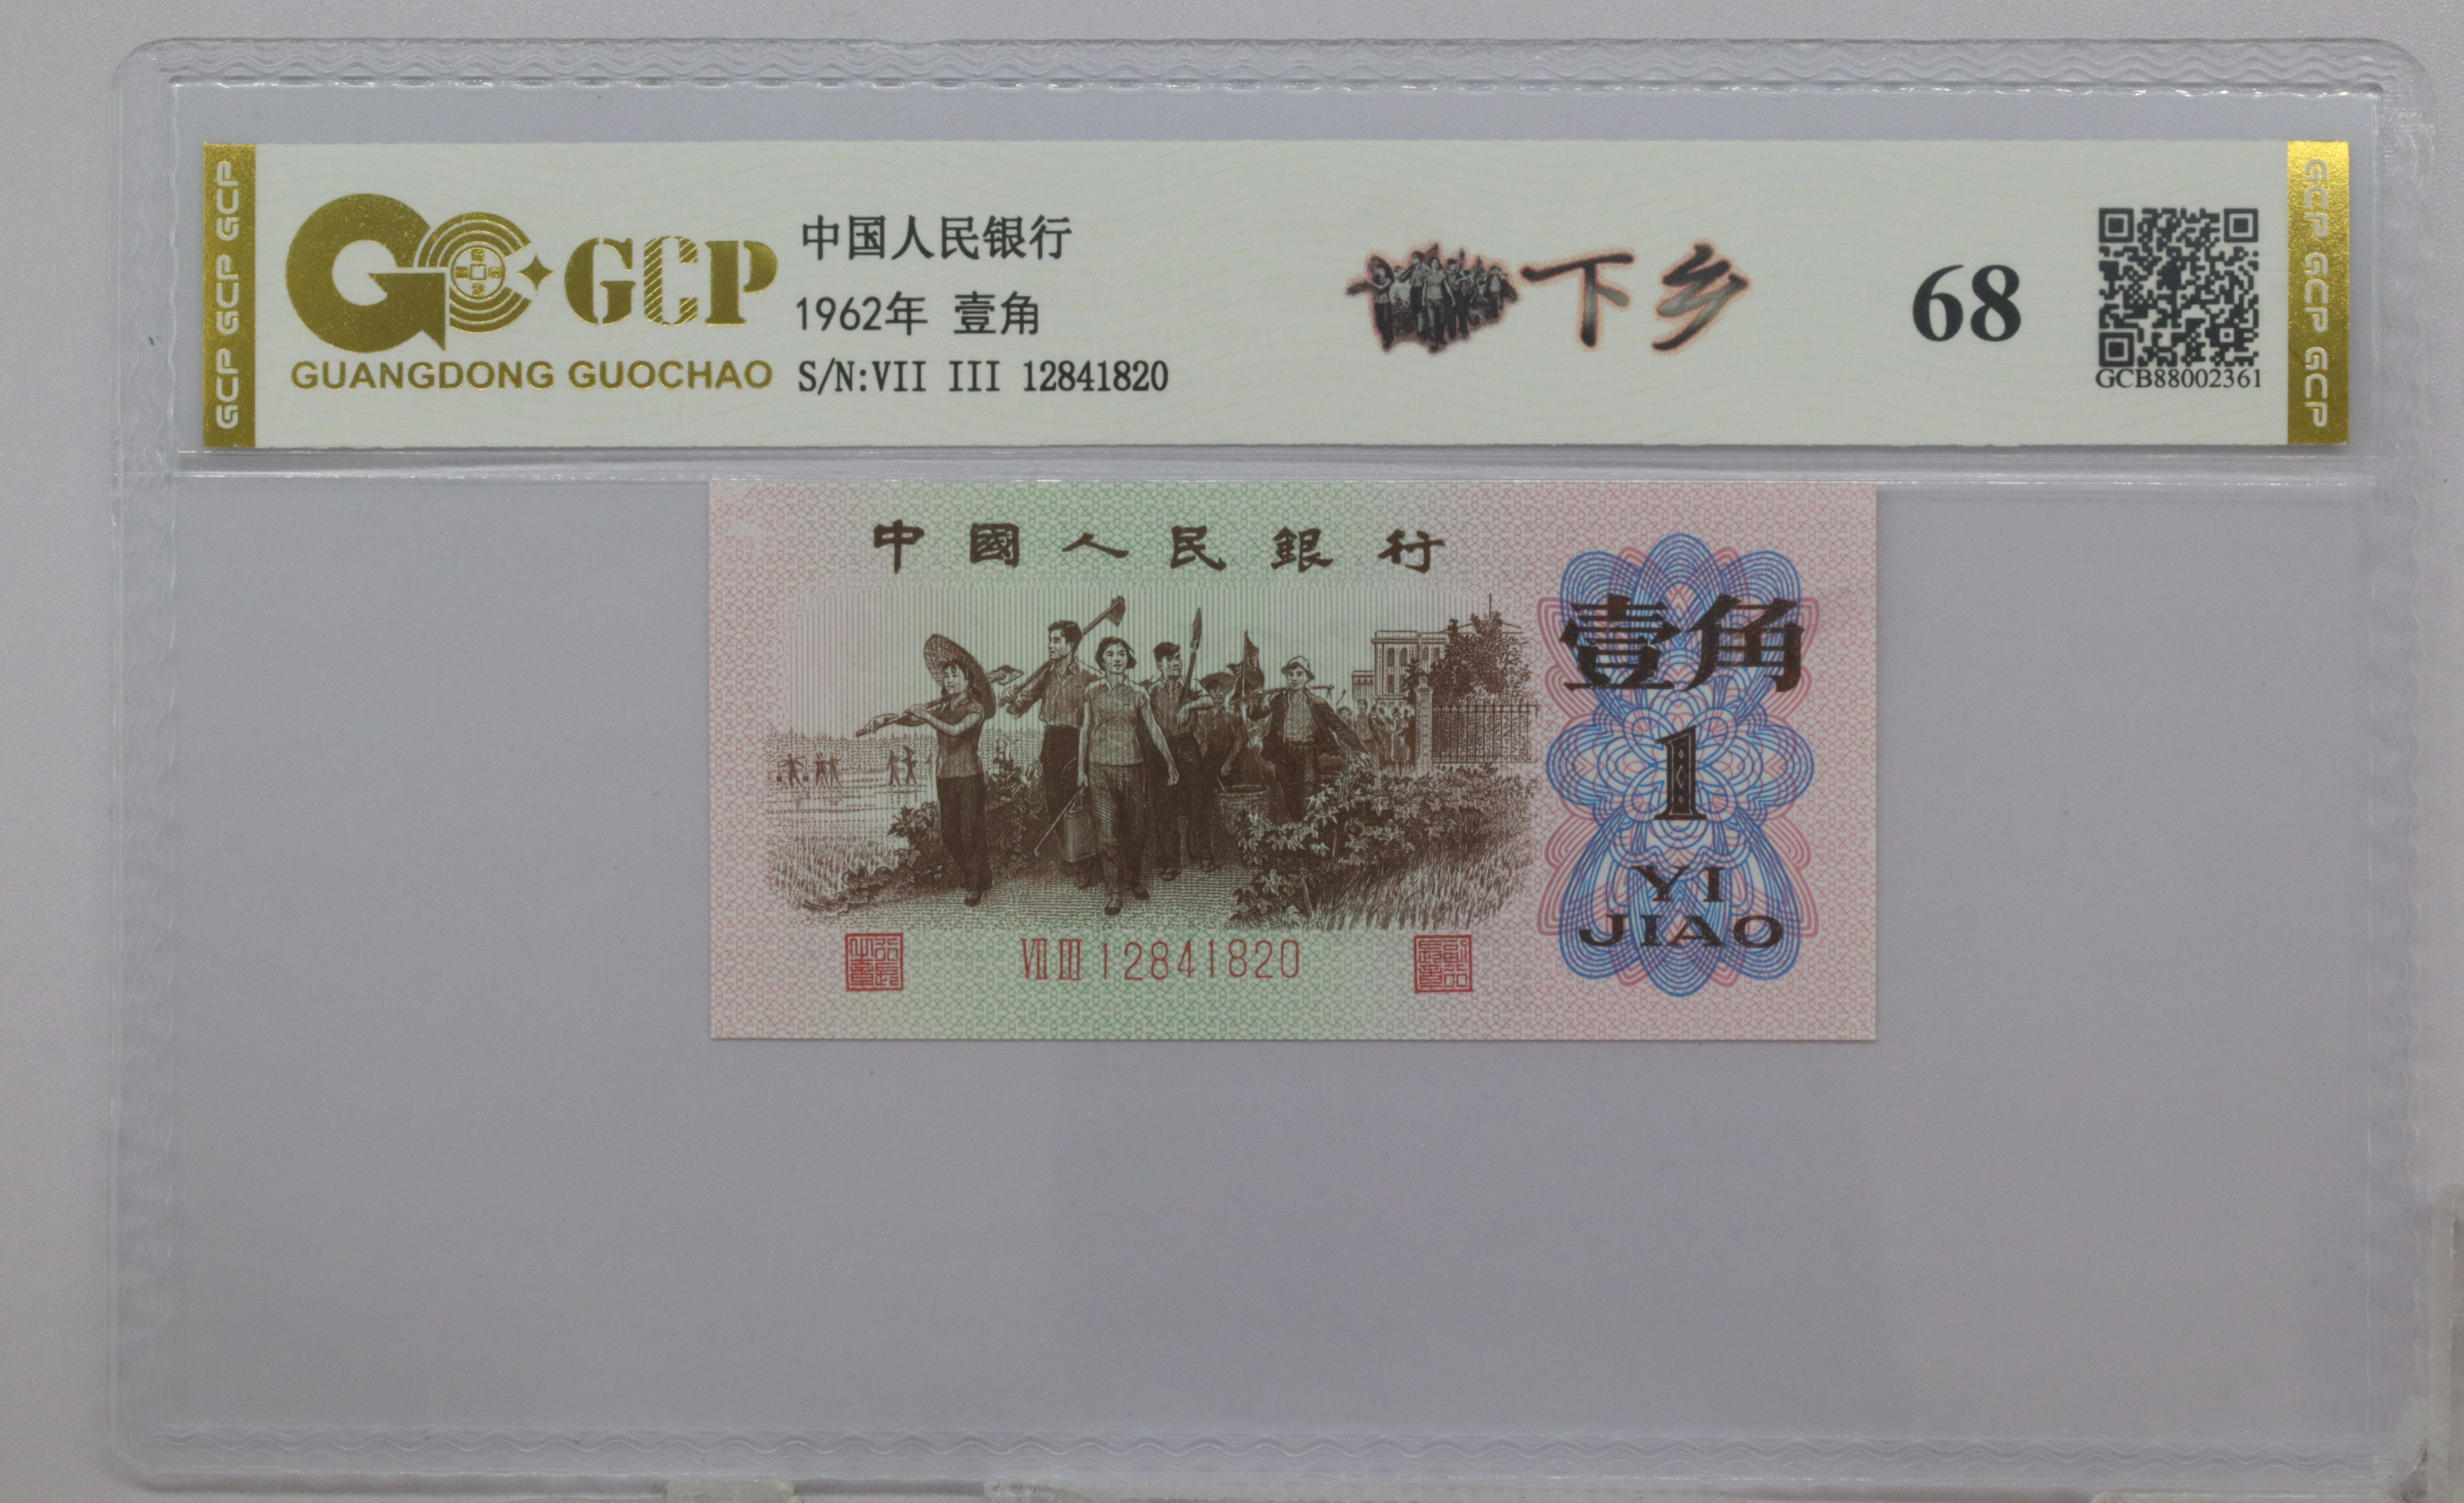 GCP GCP GCP
GCP
GUANGDONG GUOCHAO
中国人民银行
1962年 壹角
S/N:VII III 12841820
下乡
68
GCB88002361
GCP GCP GCP
中國人民銀行
壹角
1
YI
JIAO
VII III 12841820